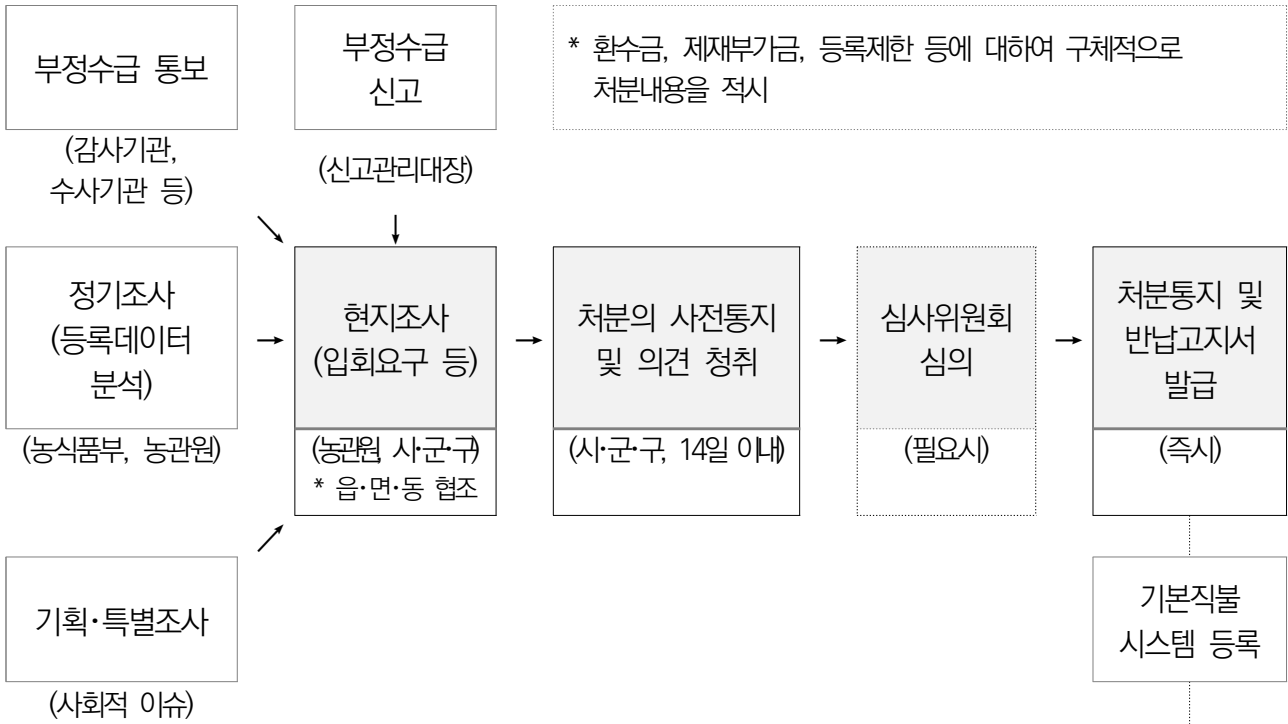 부정수급 통보
(감사기관,
수사기관 등)
부정수급
신고
(신고관리대장)
* 환수금, 제재부가금, 등록제한 등에 대하여 구체적으로
처분내용을 적시
정기조사
(등록데이터
분석)
(농식품부, 농관원)
현지조사
(입회요구 등)
(농관원, 시·군·구)
* 읍·면·동 협조
처분의 사전통지
및 의견 청취
(시·군·구, 14일 이내)
심사위원회
심의
(필요시)
처분통지 및
반납고지서
발급
(즉시)
기획·특별조사
(사회적 이슈)
기본직불
시스템 등록